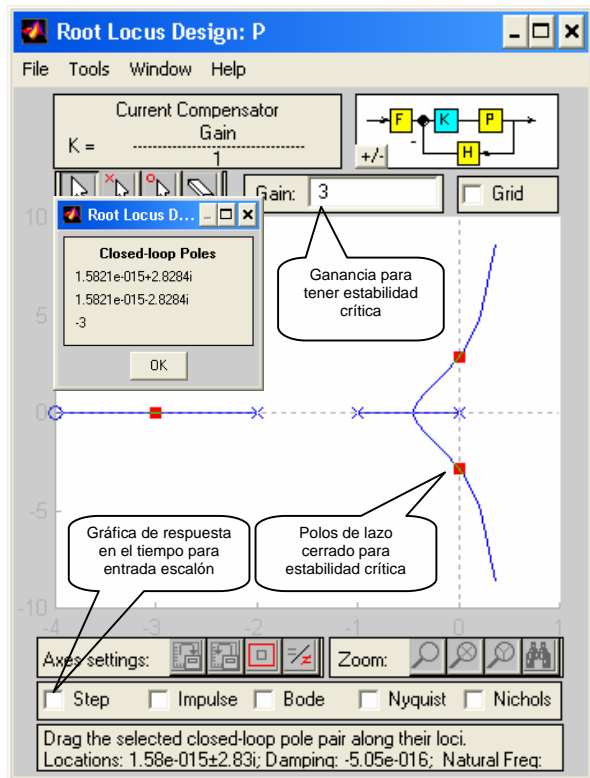 Root Locus Design: P
File Tools Window Help
Current Compensator
K =
Gain
1
F
K
P
-
H
+/-
Gain: 3
Grid
Root Locus D...
Closed-loop Poles
1.5821e-015+2.8284i
1.5821e-015-2.8284i
-3
OK
Ganancia para
tener estabilidad
crítica
10
5
0
-5
-10
Gráfica de respuesta
en el tiempo para
entrada escalón
Polos de lazo
cerrado para
estabilidad crítica
-4 -3 -2 -1 0 1
Axes settings:
Zoom:
Step Impulse Bode Nyquist Nichols
Drag the selected closed-loop pole pair along their loci.
Locations: 1.58e-015±2.83i; Damping: -5.05e-016; Natural Freq: